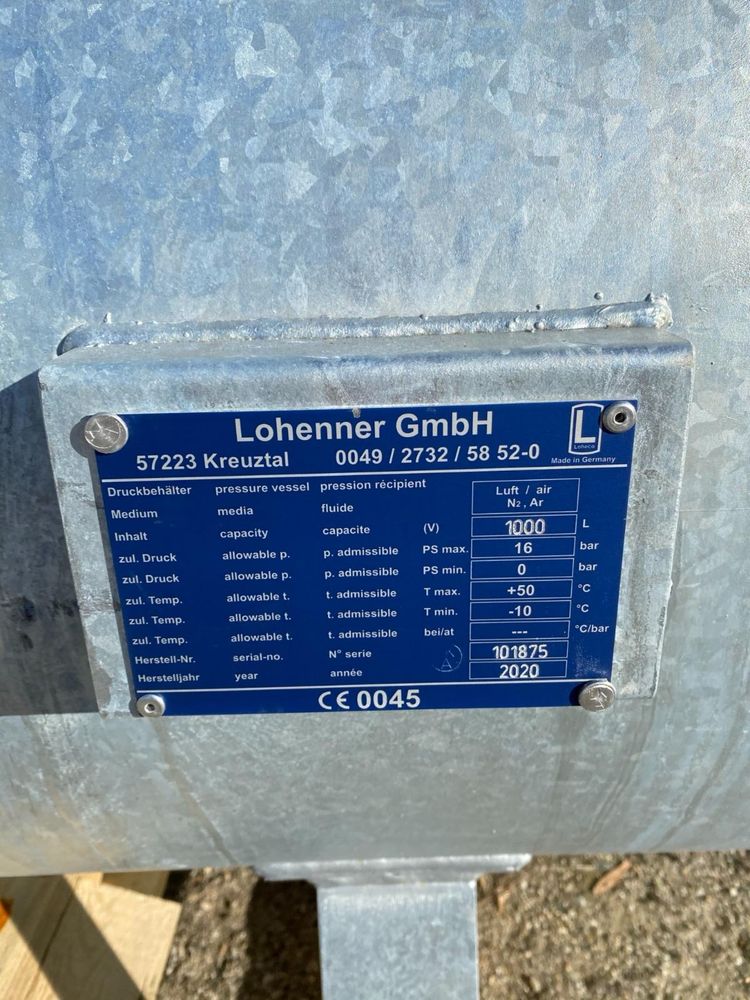 Lohenner GmbH
57223 Kreuztal 0049 / 2732 / 58 52-0
L
Loheco
Made in Germany
Druckbehälter pressure vessel pression récipient
Medium media fluide Luft / air
N₂ , Ar
Inhalt capacity capacite (V) 1000 L
zul. Druck allowable p. p. admissible PS max. 16 bar
zul. Druck allowable p. p. admissible PS min. 0 bar
zul. Temp. allowable t. t. admissible T max. +50 °C
zul. Temp. allowable t. t. admissible T min. -10 °C
zul. Temp. allowable t. t. admissible bei/at --- °C/bar
Herstell-Nr. serial-no. N° serie 101875
Herstelljahr year année 2020
CE 0045